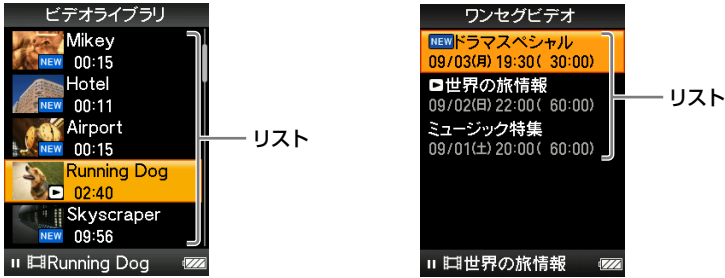 ビデオライブラリ
Mikey
NEW 00:15
Hotel
NEW 00:11
Airport
NEW 00:15
Running Dog
02:40
Skyscraper
NEW 09:56
Running Dog
リスト
ワンセグビデオ
NEW ドラマスペシャル
09/03(月) 19:30( 30:00)
世界の旅情報
09/02(日) 22:00( 60:00)
ミュージック特集
09/01(土) 20:00( 60:00)
世界の旅情報
リスト